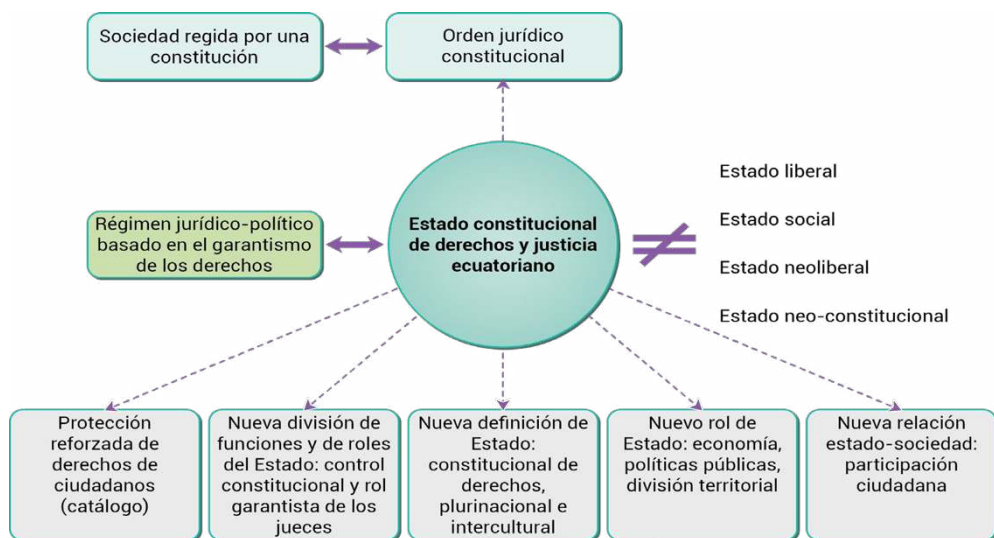 Sociedad regida por una
constitución
Orden jurídico
constitucional
Régimen jurídico-político
basado en el garantismo
de los derechos
Estado constitucional
de derechos y justicia
ecuatoriano
≠
Estado liberal
Estado social
Estado neoliberal
Estado neo-constitucional
Protección
reforzada de
derechos de
ciudadanos
(catálogo)
Nueva división de
funciones y de roles
del Estado: control
constitucional y rol
garantista de los
jueces
Nueva definición de
Estado:
constitucional de
derechos,
plurinacional e
intercultural
Nuevo rol de
Estado: economía,
políticas públicas,
división territorial
Nueva relación
estado-sociedad:
participación
ciudadana